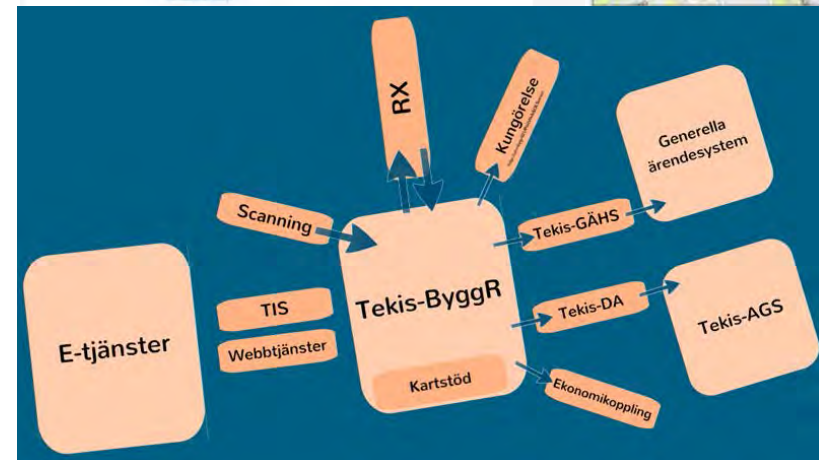 RX
Kungörelse
Generella
ärendesystem
Scanning
Tekis-GÄHS
E-tjänster
TIS
Webbtjänster
Tekis-ByggR
Kartstöd
Tekis-DA
Tekis-AGS
Ekonomikoppling